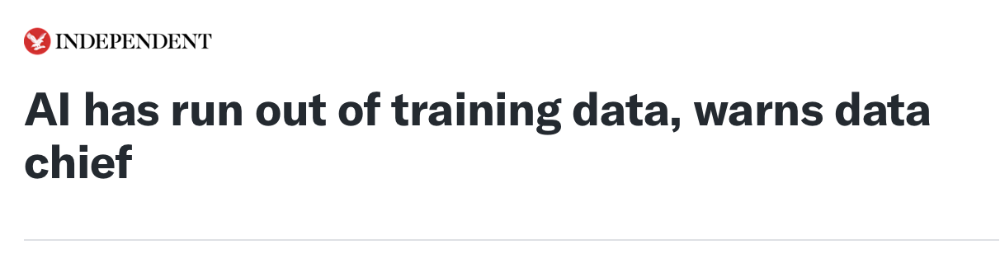 INDEPENDENT
AI has run out of training data, warns data
chief